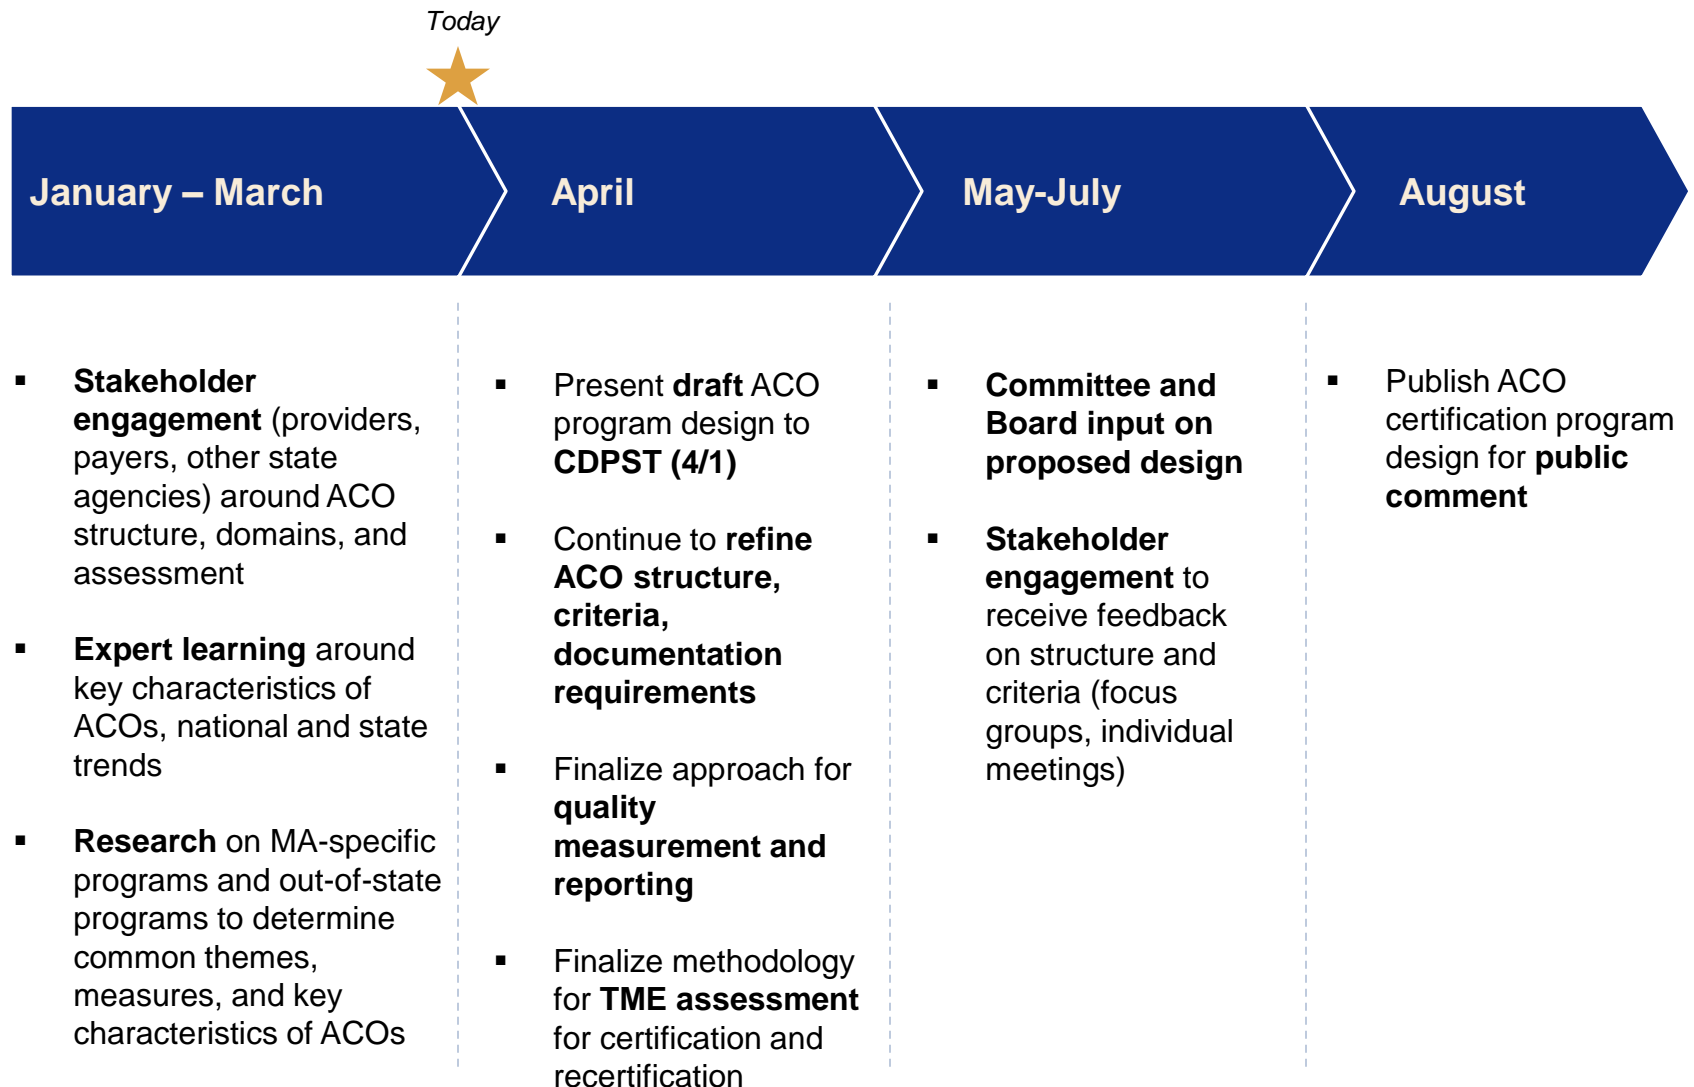 Today
January – March
April
May-July
August
▪ Stakeholder
engagement (providers,
payers, other state
agencies) around ACO
structure, domains, and
assessment
▪ Expert learning around
key characteristics of
ACOs, national and state
trends
▪ Research on MA-specific
programs and out-of-state
programs to determine
common themes,
measures, and key
characteristics of ACOs
▪ Present draft ACO
program design to
CDPST (4/1)
▪ Continue to refine
ACO structure,
criteria,
documentation
requirements
▪ Finalize approach for
quality
measurement and
reporting
▪ Finalize methodology
for TME assessment
for certification and
recertification
▪ Committee and
Board input on
proposed design
▪ Stakeholder
engagement to
receive feedback
on structure and
criteria (focus
groups, individual
meetings)
▪ Publish ACO
certification program
design for public
comment